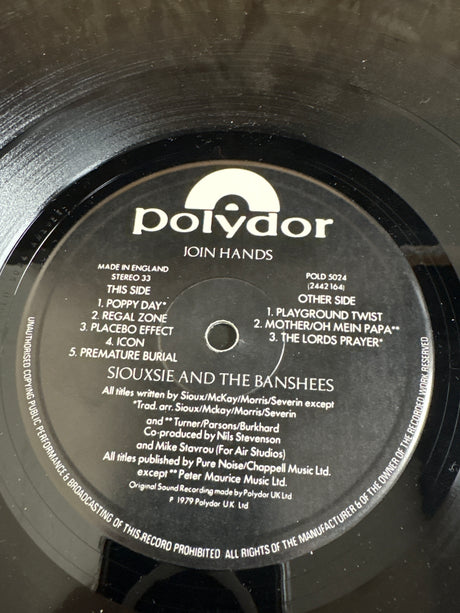 polydor
JOIN HANDS
MADE IN ENGLAND
STEREO 33
THIS SIDE
1. POPPY DAY*
2. REGAL ZONE
3. PLACEBO EFFECT
4. ICON
5. PREMATURE BURIAL
POLD 5024
(2442 164)
OTHER SIDE
1. PLAYGROUND TWIST
2. MOTHER/OH MEIN PAPA**
3. THE LORDS PRAYER*
SIOUXSIE AND THE BANSHEES
All titles written by Sioux/McKay/Morris/Severin except
*Trad. arr. Sioux/Mckay/Morris/Severin
and ** Turner/Parsons/Burkhard
Co-produced by Nils Stevenson
and Mike Stavrou (For Air Studios)
All titles published by Pure Noise/Chappell Music Ltd.
except ** Peter Maurice Music Ltd.
Original Sound Recording made by Polydor UK Ltd
P 1979 Polydor U.K. Ltd
UNAUTHORISED COPYING PUBLIC PERFORMANCE & BROADCASTING OF THIS RECORD PROHIBITED ALL RIGHTS OF THE MANUFACTURER & OF THE OWNER OF THE RECORDED WORK RESERVED